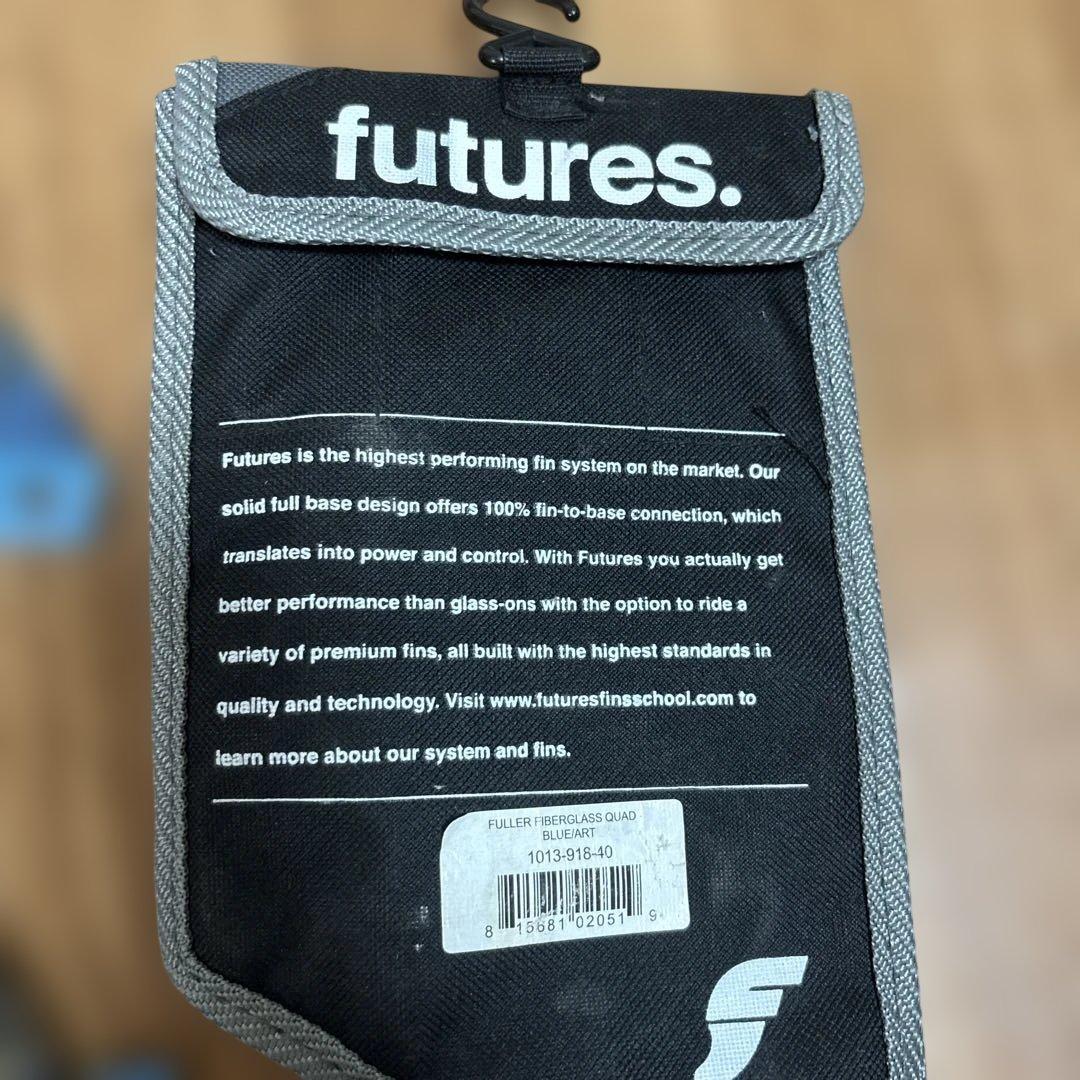 futures.
Futures is the highest performing fin system on the market. Our
solid full base design offers 100% fin-to-base connection, which
translates into power and control. With Futures you actually get
better performance than glass-ons with the option to ride a
variety of premium fins, all built with the highest standards in
quality and technology. Visit www.futuresfinsschool.com to
learn more about our system and fins.
FULLER FIBERGLASS QUAD
BLUE/ART
1013-918-40
8 15681 02051 9